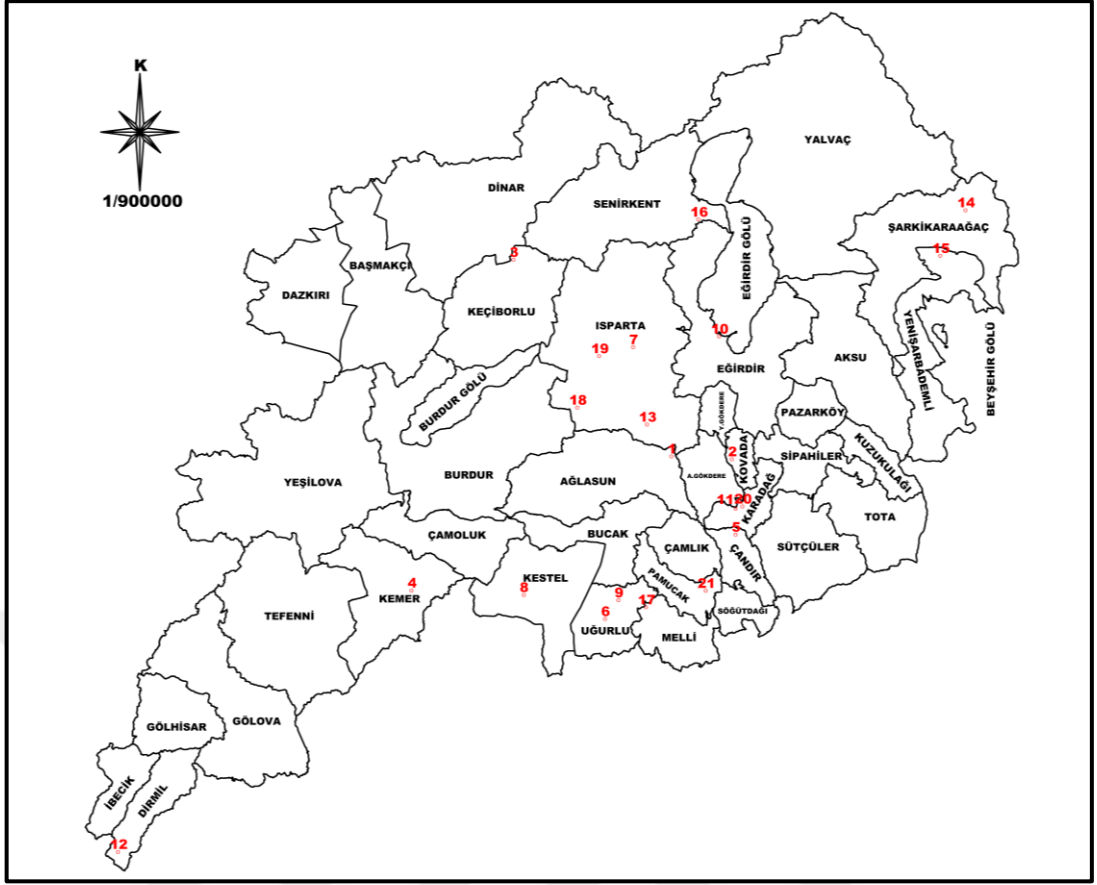 K
1/900000
YALVAÇ
DİNAR
SENİRKENT
14
16
ŞARKİKARAAĞAÇ
3
15
BAŞMAKÇI
EĞİRDİR GÖLÜ
DAZKIRI
KEÇİBORLU
ISPARTA
10
7
19
YENİŞARBADEMLİ
BEYŞEHİR GÖLÜ
AKSU
EĞİRDİR
BURDUR GÖLÜ
18
13
Y.GÖKDERE
PAZARKÖY
1
2
KOVADA
SİPAHİLER
KUZUKULAĞI
BURDUR
AĞLASUN
A.GÖKDERE
YEŞİLOVA
KARADAĞ
11
TOTA
5
ÇAMOLUK
BUCAK
ÇAMLIK
ÇANDIR
SÜTÇÜLER
KESTEL
8
4
KEMER
PAMUCAK
21
9
17
6
SÖĞÜTDAĞI
TEFENNİ
UĞURLU
MELLİ
GÖLHİSAR
GÖLOVA
İBECİK
DİRMİL
12